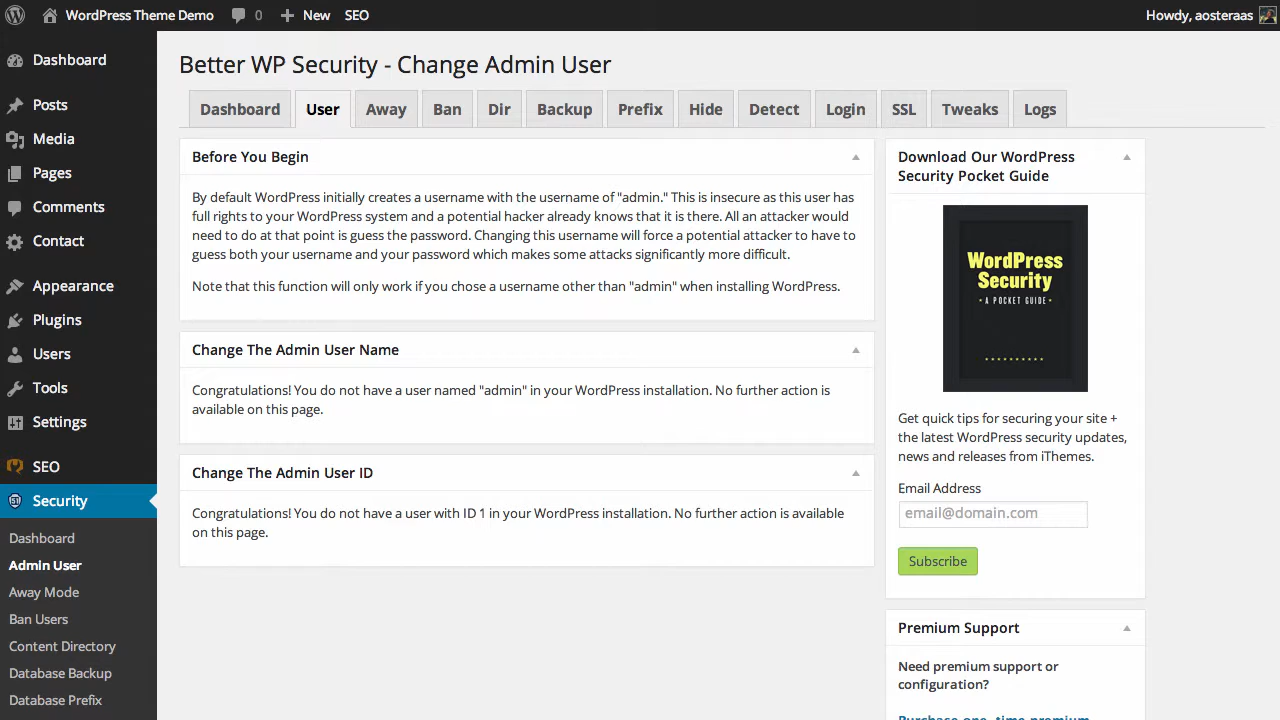 WordPress Theme Demo
0
New
SEO
Howdy, aosteraas
Dashboard
Posts
Media
Pages
Comments
Contact
Appearance
Plugins
Users
Tools
Settings
SEO
Security
Dashboard
Admin User
Away Mode
Ban Users
Content Directory
Database Backup
Database Prefix
Better WP Security - Change Admin User
Dashboard
User
Away
Ban
Dir
Backup
Prefix
Hide
Detect
Login
SSL
Tweaks
Logs
Before You Begin
By default WordPress initially creates a username with the username of "admin." This is insecure as this user has
full rights to your WordPress system and a potential hacker already knows that it is there. All an attacker would
need to do at that point is guess the password. Changing this username will force a potential attacker to have to
guess both your username and your password which makes some attacks significantly more difficult.
Note that this function will only work if you chose a username other than "admin" when installing WordPress.
Change The Admin User Name
Congratulations! You do not have a user named "admin" in your WordPress installation. No further action is
available on this page.
Change The Admin User ID
Congratulations! You do not have a user with ID 1 in your WordPress installation. No further action is available
on this page.
Download Our WordPress
Security Pocket Guide
WordPress
Security
• A POCKET GUIDE •
Get quick tips for securing your site +
the latest WordPress security updates,
news and releases from iThemes.
Email Address
email@domain.com
Subscribe
Premium Support
Need premium support or
configuration?
Purchase one-time premium